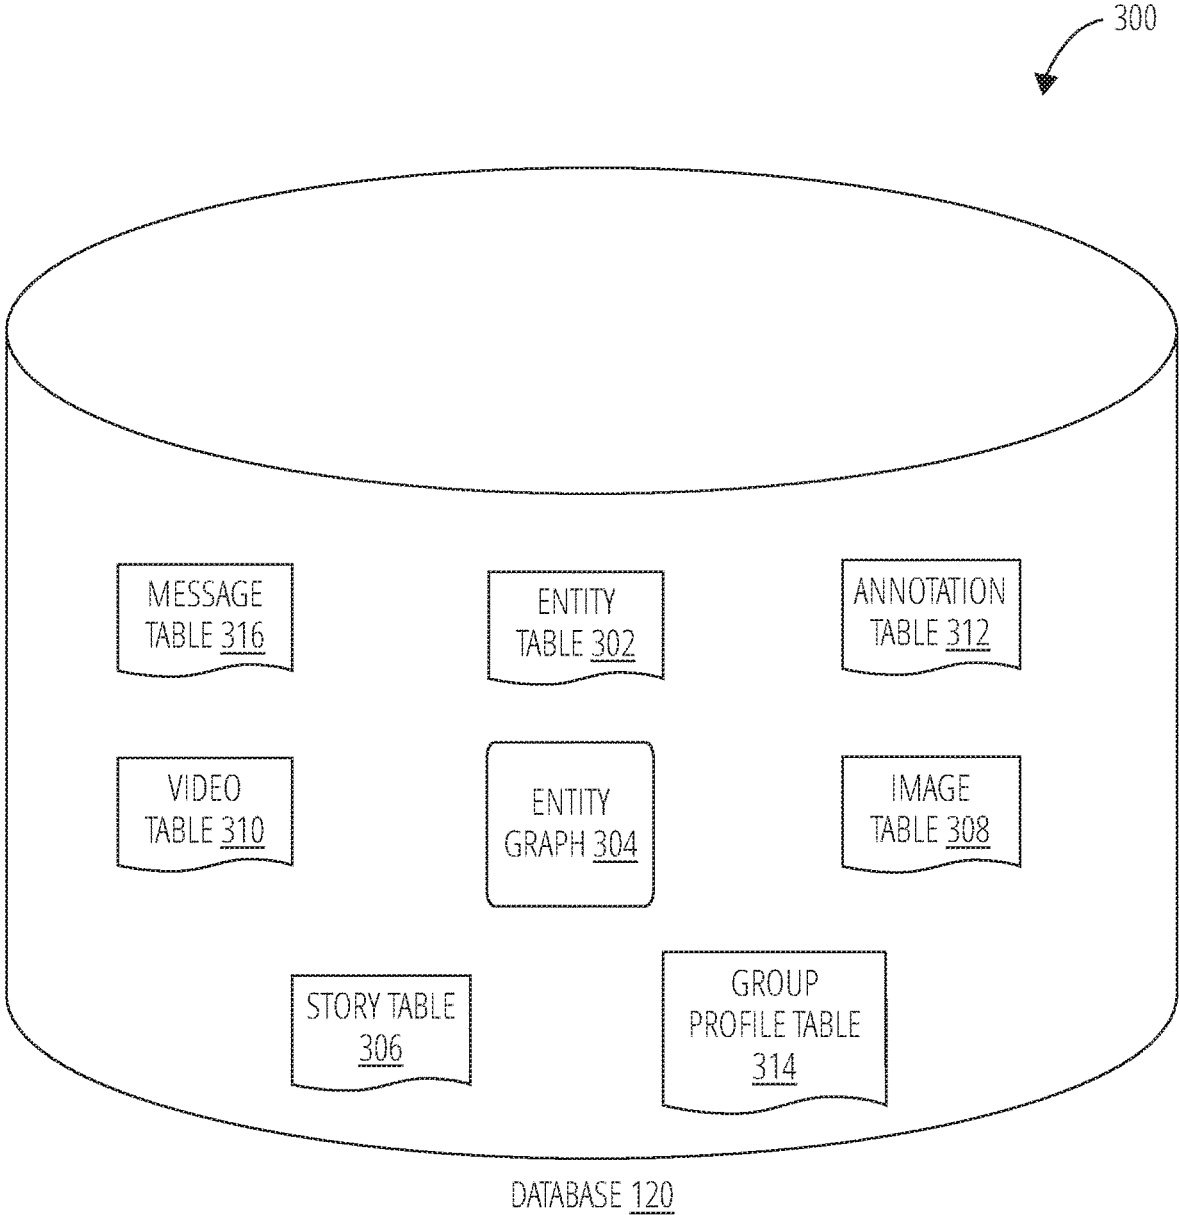 300
MESSAGE
TABLE 316
ENTITY
TABLE 302
ANNOTATION
TABLE 312
VIDEO
TABLE 310
ENTITY
GRAPH 304
IMAGE
TABLE 308
STORY TABLE
306
GROUP
PROFILE TABLE
314
DATABASE 120